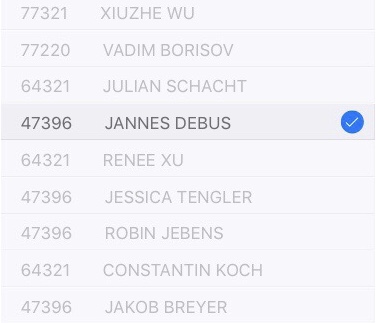 77321 XIUZHE WU
77220 VADIM BORISOV
64321 JULIAN SCHACHT
47396 JANNES DEBUS
64321 RENEE XU
47396 JESSICA TENGLER
47396 ROBIN JEBENS
64321 CONSTANTIN KOCH
47396 JAKOB BREYER